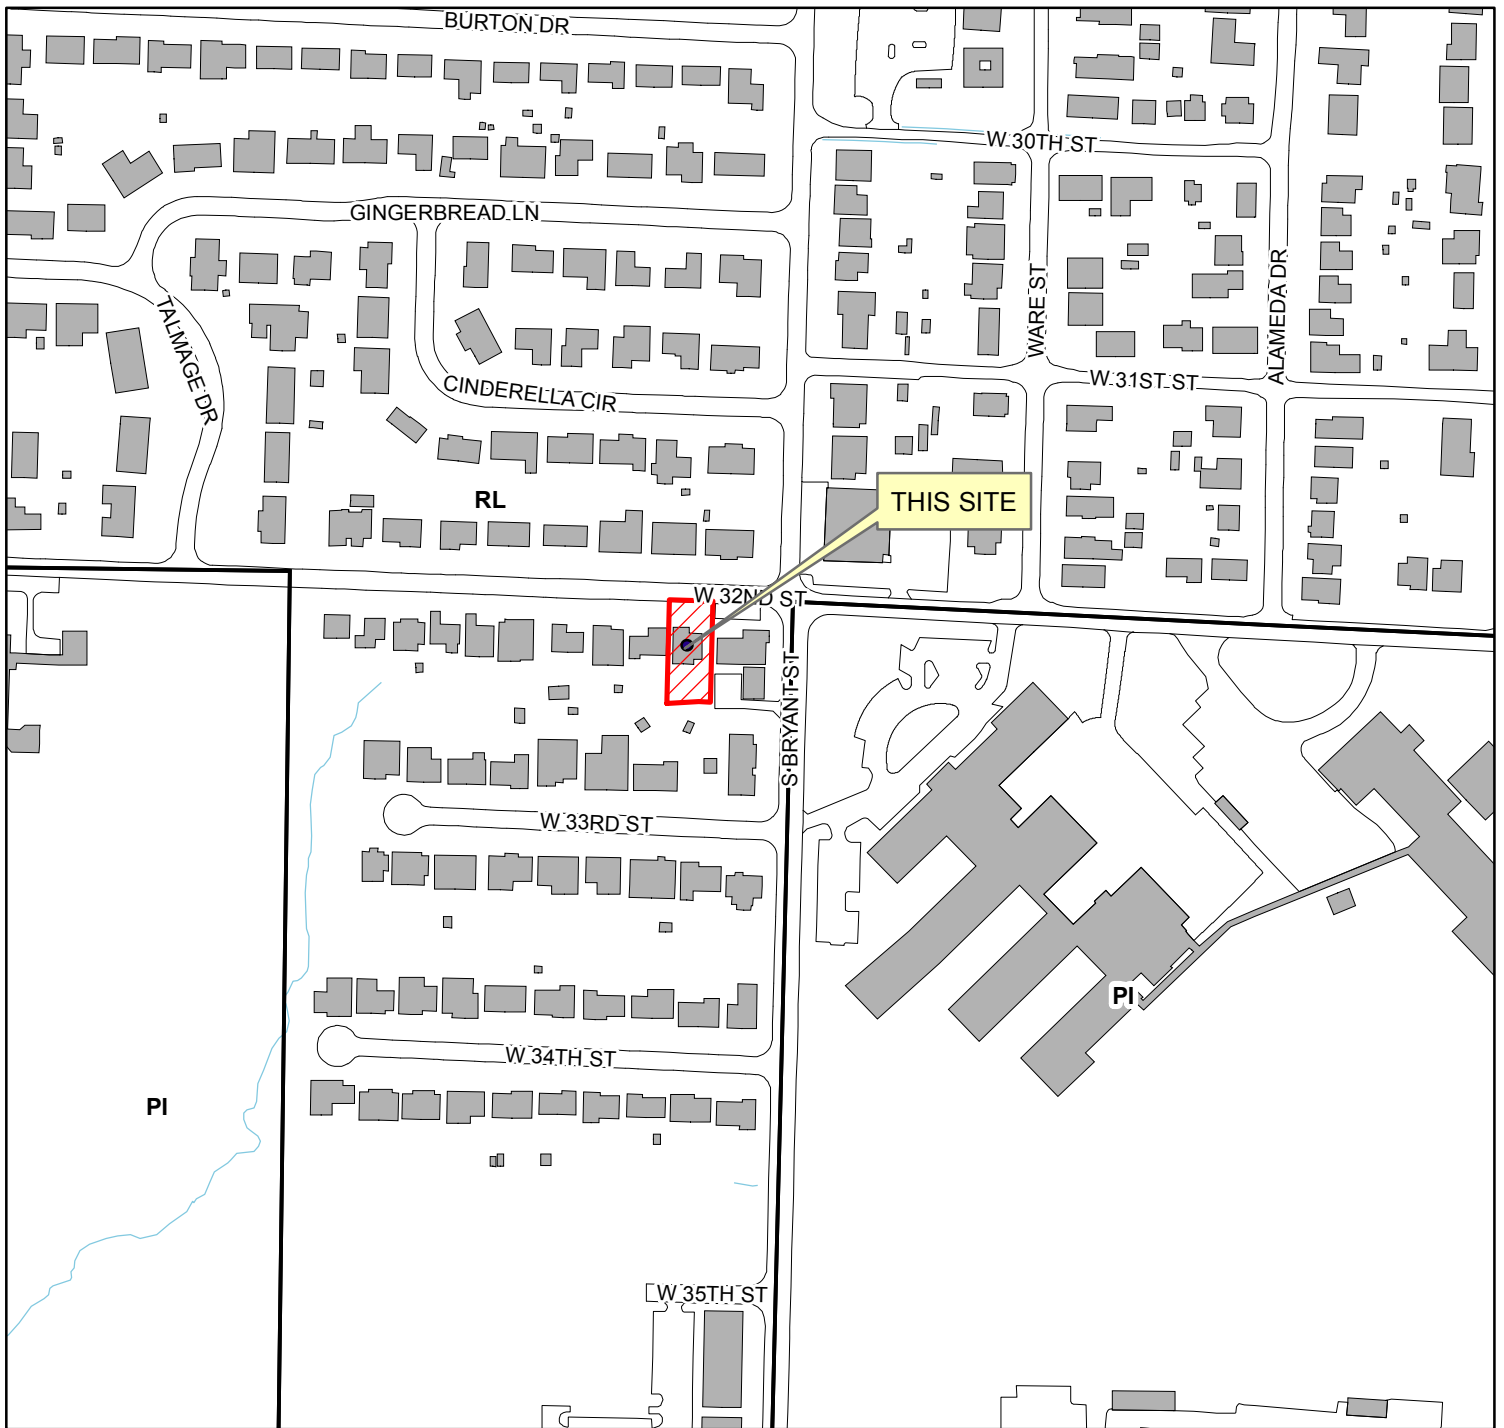 BURTON DR
W 30TH ST
GINGERBREAD LN
WARE ST
ALAMEDA DR
TALMAGE DR
W 31ST ST
CINDERELLA CIR
RL
THIS SITE
W 32ND ST
S BRYANT ST
W 33RD ST
PI
W 34TH ST
PI
W 35TH ST